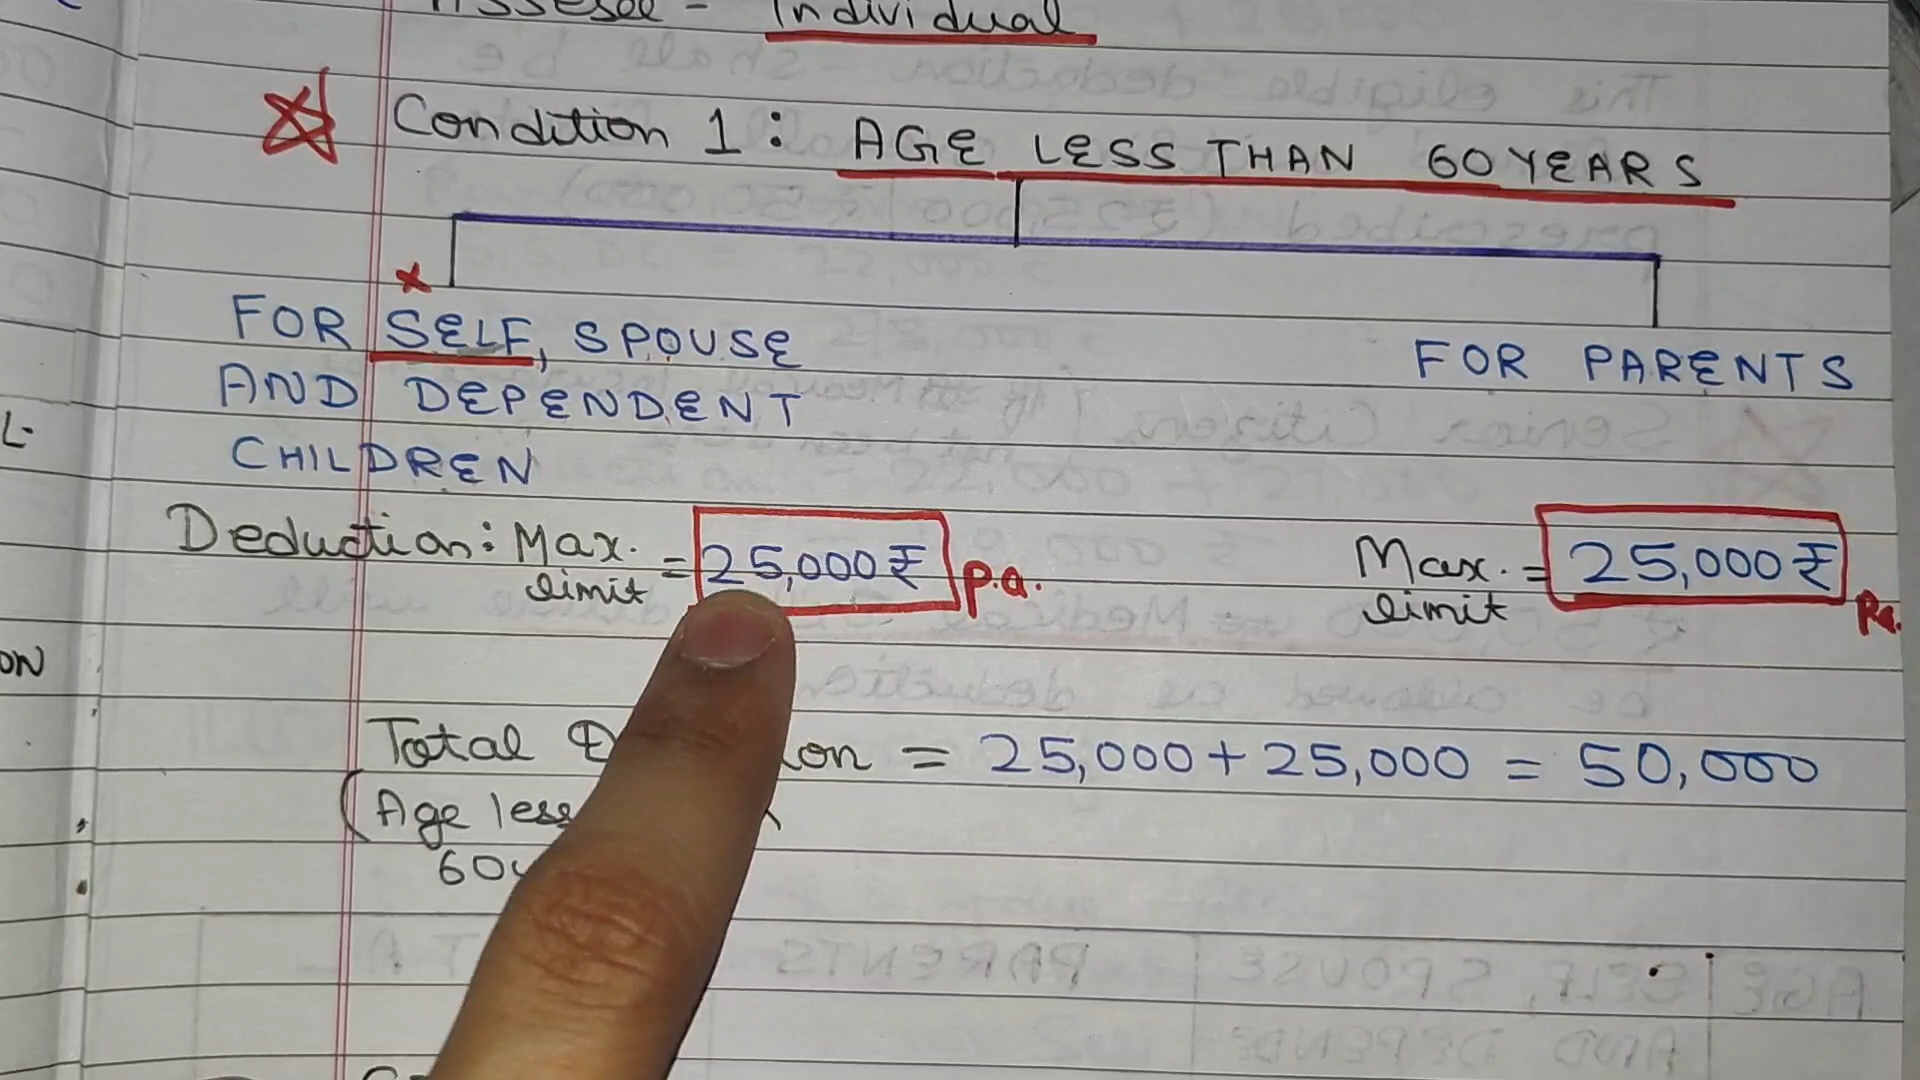 Assesee - Individual
Condition 1: AGE LESS THAN 60 YEARS
FOR SELF, SPOUSE
AND DEPENDENT
CHILDREN
FOR PARENTS
Deduction: Max. limit = 25,000 ₹ p.a.
Max. limit = 25,000 ₹ p.a.
Total = 25,000 + 25,000 = 50,000
(Age less
60
L.
ON